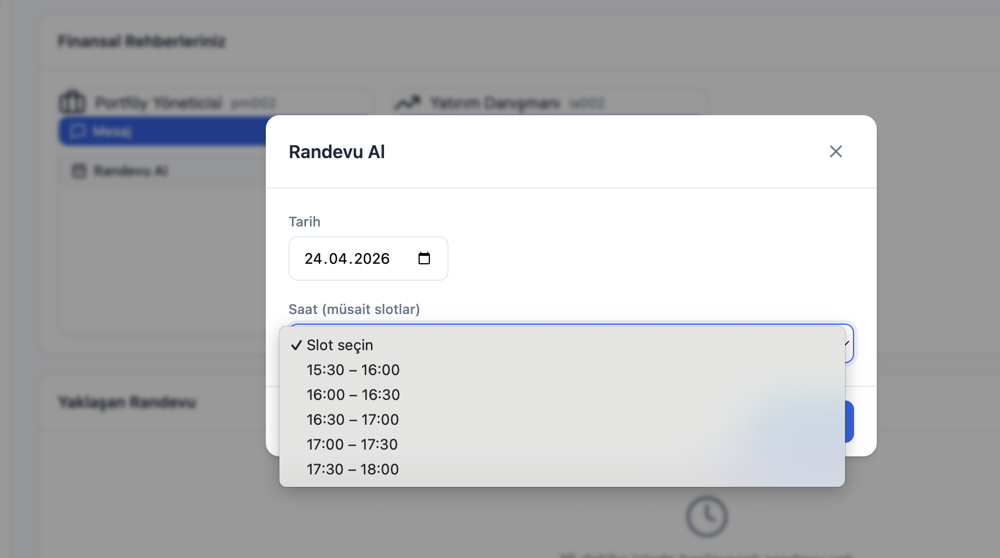 Finansal Rehberleriniz
Portföy Yöneticisi pm002
Yatırım Danışmanı ia002
Mesaj
Randevu Al
Randevu Al
Tarih
24.04.2026
Saat (müsait slotlar)
✓ Slot seçin
15:30 – 16:00
16:00 – 16:30
16:30 – 17:00
17:00 – 17:30
17:30 – 18:00
Yaklaşan Randevu